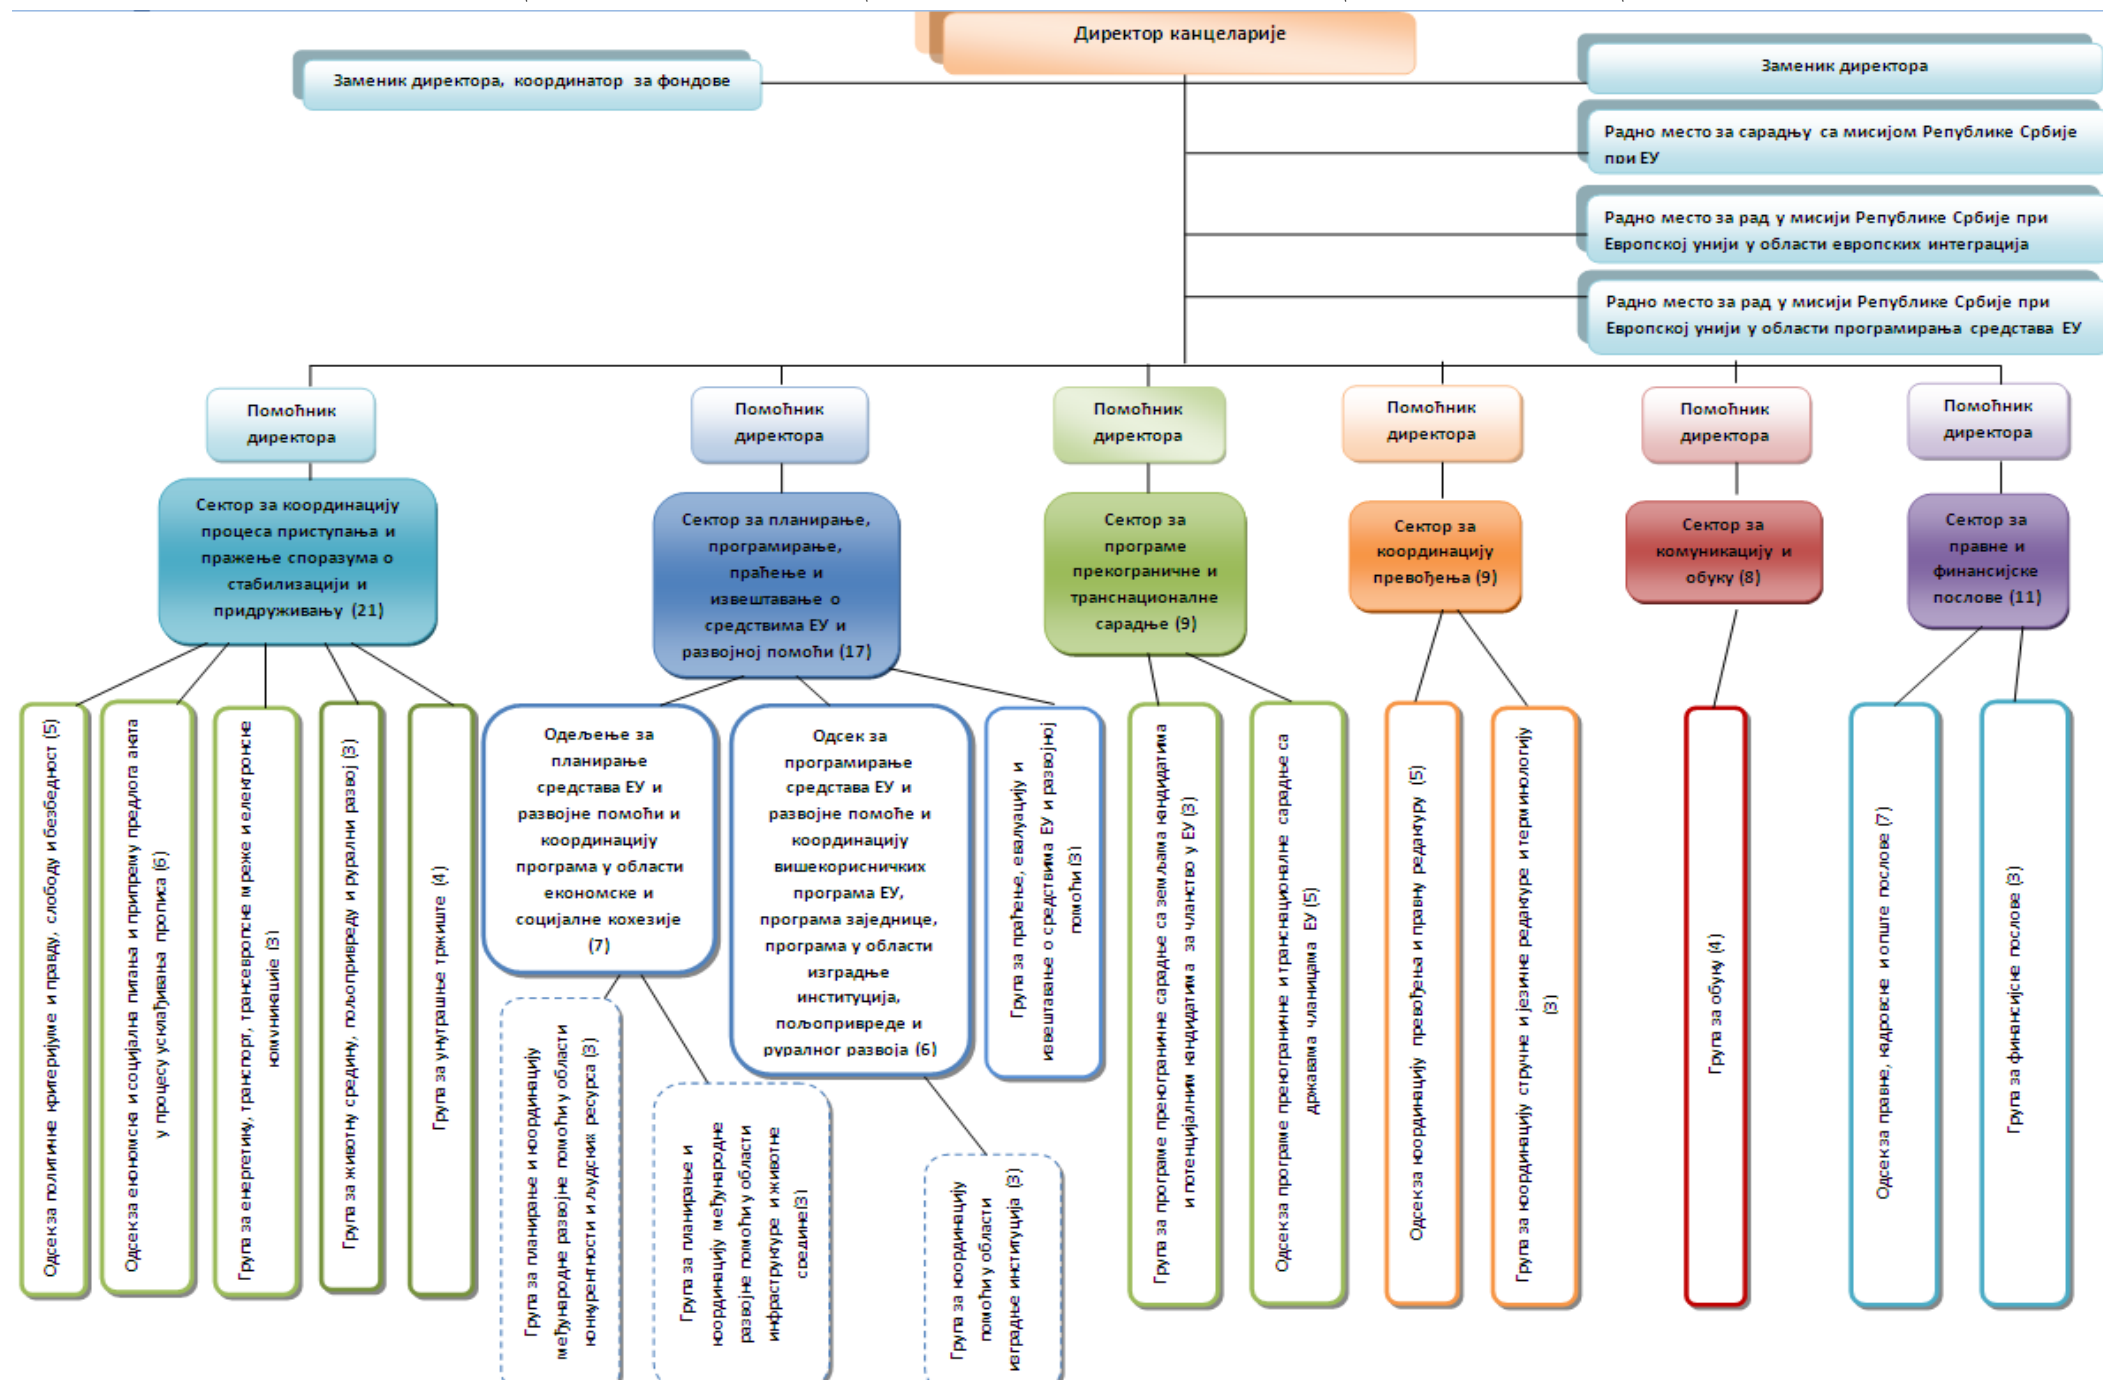 Директор канцеларије
Заменик директора, координатор за фондове
Заменик директора
Радно место за сарадњу са мисијом Републике Србије
при ЕУ
Радно место за рад у мисији Републике Србије при
Европској унији у области европских интеграција
Радно место за рад у мисији Републике Србије при
Европској унији у области програмирања средстава ЕУ
Помоћник
директора
Помоћник
директора
Помоћник
директора
Помоћник
директора
Помоћник
директора
Помоћник
директора
Сектор за координацију
процеса приступања и
пражење споразума о
стабилизацији и
придруживању (21)
Сектор за планирање,
програмирање,
праћење и
извештавање о
средствима ЕУ и
развојној помоћи (17)
Сектор за
програме
прекограничне и
транснационалне
сарадње (9)
Сектор за
координацију
превођења (9)
Сектор за
комуникацију и
обуку (8)
Сектор за
правне и
финансијске
послове (11)
Одсек за политичке критеријуме и правду, слободу и безбедност (5)
Одсек за економска и социјална питања и припрему предлога аката
у процесу усклађивања прописа (6)
Група за енергетику, транспорт, трансевропске мреже и електронске
комуникације (3)
Група за животну средину, пољопривреду и рурални развој (3)
Група за унутрашње тржиште (4)
Одељење за
планирање
средстава ЕУ и
развојне помоћи и
координацију
програма у области
економске и
социјалне кохезије
(7)
Одсек за
програмирање
средстава ЕУ и
развојне помоће и
координацију
вишекорисничких
програма ЕУ,
програма заједнице,
програма у области
изградње
институција,
пољопривреде и
руралног развоја (6)
Група за праћење, евалуацију и
извештавање о средствима ЕУ и развојној
помоћи (3)
Група за програме прекограничне сарадње са земљама кандидатима
и потенцијалним кандидатима за чланство у ЕУ (3)
Одсек за програме прекограничне и транснационалне сарадње са
државама чланицама ЕУ (5)
Одсек за координацију превођења и правну редактуру (5)
Група за координацију стручне и језичке редактуре и терминологију
(3)
Група за обуку (4)
Одсек за правне, кадровске и опште послове (7)
Група за финансијске послове (3)
Група за планирање и координацију
међународне развојне помоћи у области
конкурентности и људских ресурса (3)
Група за планирање и
координацију међународне
развојне помоћи у области
инфраструктуре и животне
средине(3)
Група за координацију
помоћи у области
изградње институција (3)